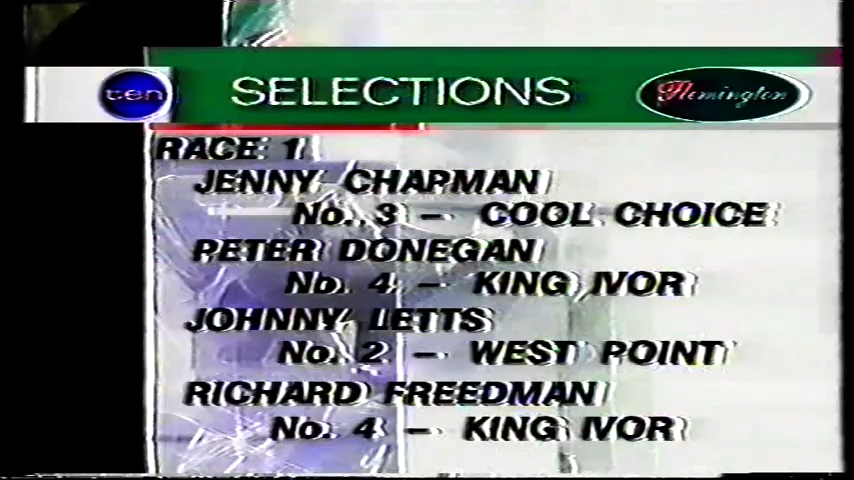 ten SELECTIONS Flemington
RACE 1
JENNY CHAPMAN
No. 3 - COOL CHOICE
PETER DONEGAN
No. 4 - KING IVOR
JOHNNY LETTS
No. 2 - WEST POINT
RICHARD FREEDMAN
No. 4 - KING IVOR